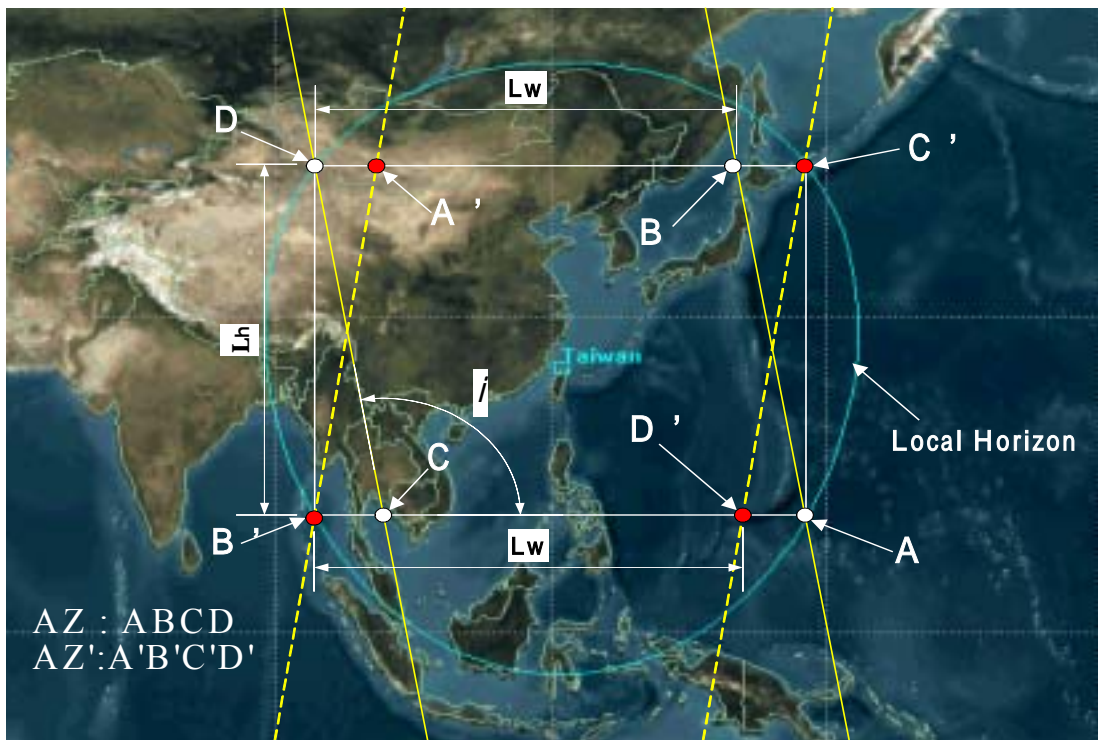 Lw
D
C ’
A ’
B
Lh
Taiwan
i
D ’
C
Local Horizon
B ’
Lw
A
AZ : ABCD
AZ':A'B'C'D'